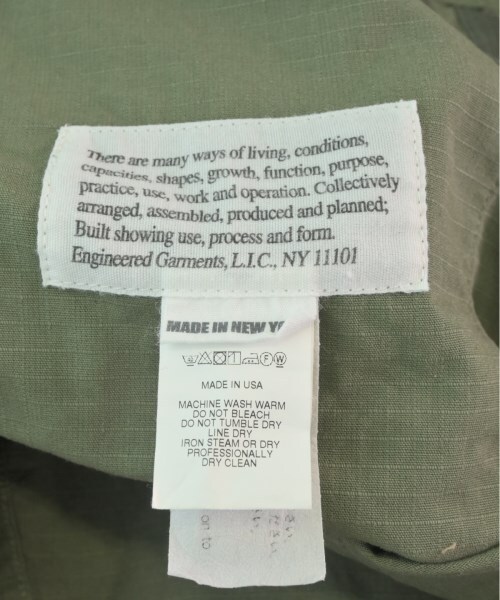 There are many ways of living, conditions,
capacities, shapes, growth, function, purpose,
practice, use, work and operation. Collectively
arranged, assembled, produced and planned;
Built showing use, process and form.
Engineered Garments, L.I.C., NY 11101
MADE IN NEW
MADE IN USA
MACHINE WASH WARM
DO NOT BLEACH
DO NOT TUMBLE DRY
LINE DRY
IRON STEAM OR DRY
PROFESSIONALLY
DRY CLEAN